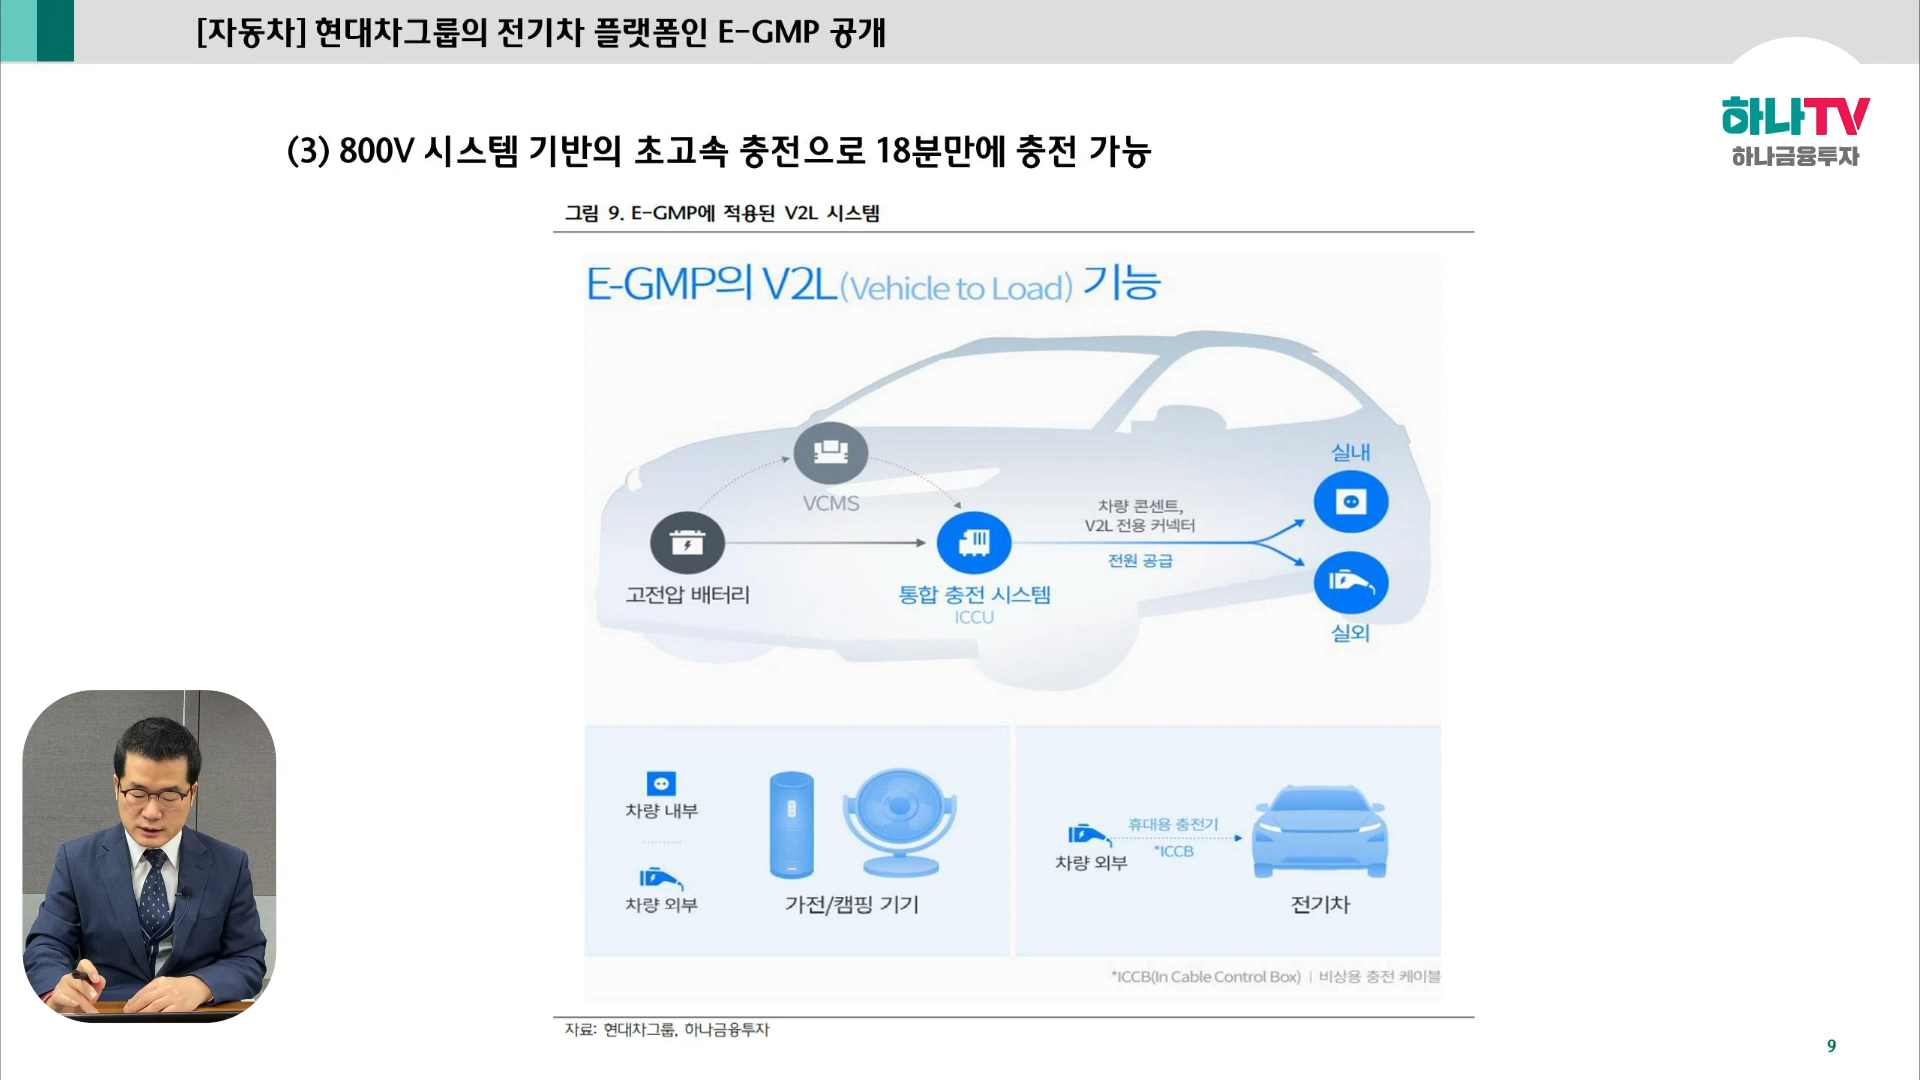 [자동차] 현대차그룹의 전기차 플랫폼인 E-GMP 공개
하나TV
하나금융투자
(3) 800V 시스템 기반의 초고속 충전으로 18분만에 충전 가능
그림 9. E-GMP에 적용된 V2L 시스템
E-GMP의 V2L(Vehicle to Load) 기능
VCMS
고전압 배터리
통합 충전 시스템
ICCU
차량 콘센트,
V2L 전용 커넥터
전원 공급
실내
실외
차량 내부
차량 외부
가전/캠핑 기기
차량 외부
휴대용 충전기
*ICCB
전기차
*ICCB(In Cable Control Box) | 비상용 충전 케이블
자료: 현대차그룹, 하나금융투자
9